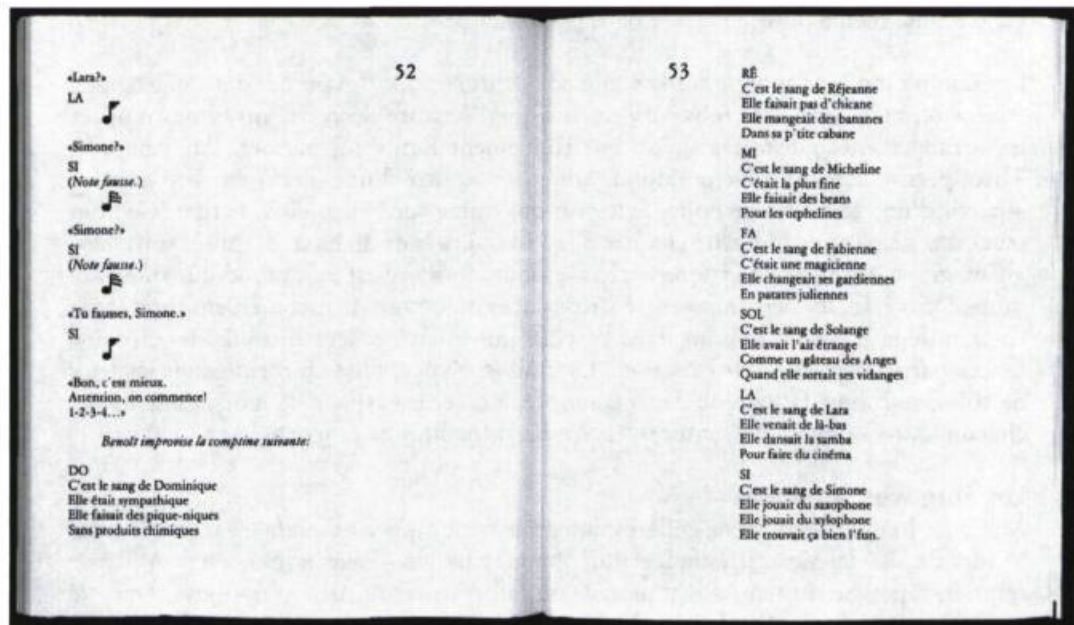 52
«Lara?»
LA
«Simone?»
SI
(Note fausse.)
«Simone?»
SI
(Note fausse.)
«Tu fausses, Simone.»
SI
«Bon, c'est mieux.
Attention, on commence!
1-2-3-4...»
Benoît improvise la comptine suivante:
DO
C'est le sang de Dominique
Elle était sympathique
Elle faisait des pique-niques
Sans produits chimiques
53
RÉ
C'est le sang de Réjeanne
Elle faisait pas d'chicane
Elle mangeait des bananes
Dans sa p'tite cabane
MI
C'est le sang de Micheline
C'était la plus fine
Elle faisait des beans
Pour les orphelines
FA
C'est le sang de Fabienne
C'était une magicienne
Elle changeait ses gardiennes
En patates juliennes
SOL
C'est le sang de Solange
Elle avait l'air étrange
Comme un gâteau des Anges
Quand elle sortait ses vidanges
LA
C'est le sang de Lara
Elle venait de là-bas
Elle dansait la samba
Pour faire du cinéma
SI
C'est le sang de Simone
Elle jouait du saxophone
Elle jouait du xylophone
Elle trouvait ça bien l'fun.